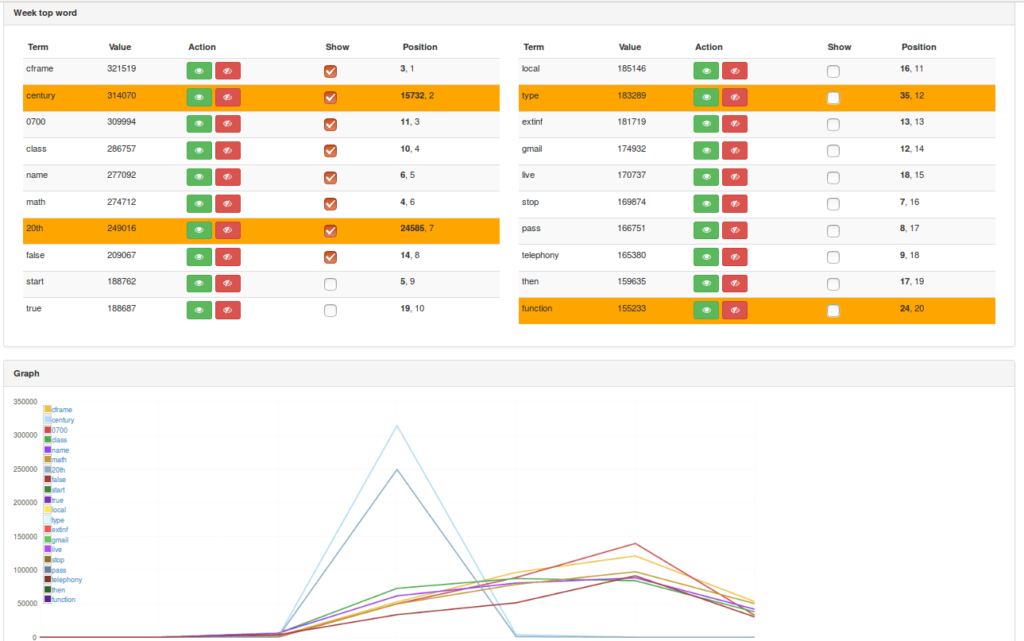 Week top word
Term Value Action Show Position Term Value Action Show Position
cframe 321519 3, 1 local 185146 16, 11
century 314070 15732, 2 type 183289 35, 12
0700 309994 11, 3 extinf 181719 13, 13
class 286757 10, 4 gmail 174932 12, 14
name 277092 6, 5 live 170737 18, 15
math 274712 4, 6 stop 169874 7, 16
20th 249016 24585, 7 pass 166751 8, 17
false 209067 14, 8 telephony 165380 9, 18
start 188762 5, 9 then 159635 17, 19
true 188687 19, 10 function 155233 24, 20
Graph
350000
300000
250000
200000
150000
100000
50000
0
cframe
century
0700
class
name
math
20th
false
start
true
local
type
extinf
gmail
live
stop
pass
telephony
then
function